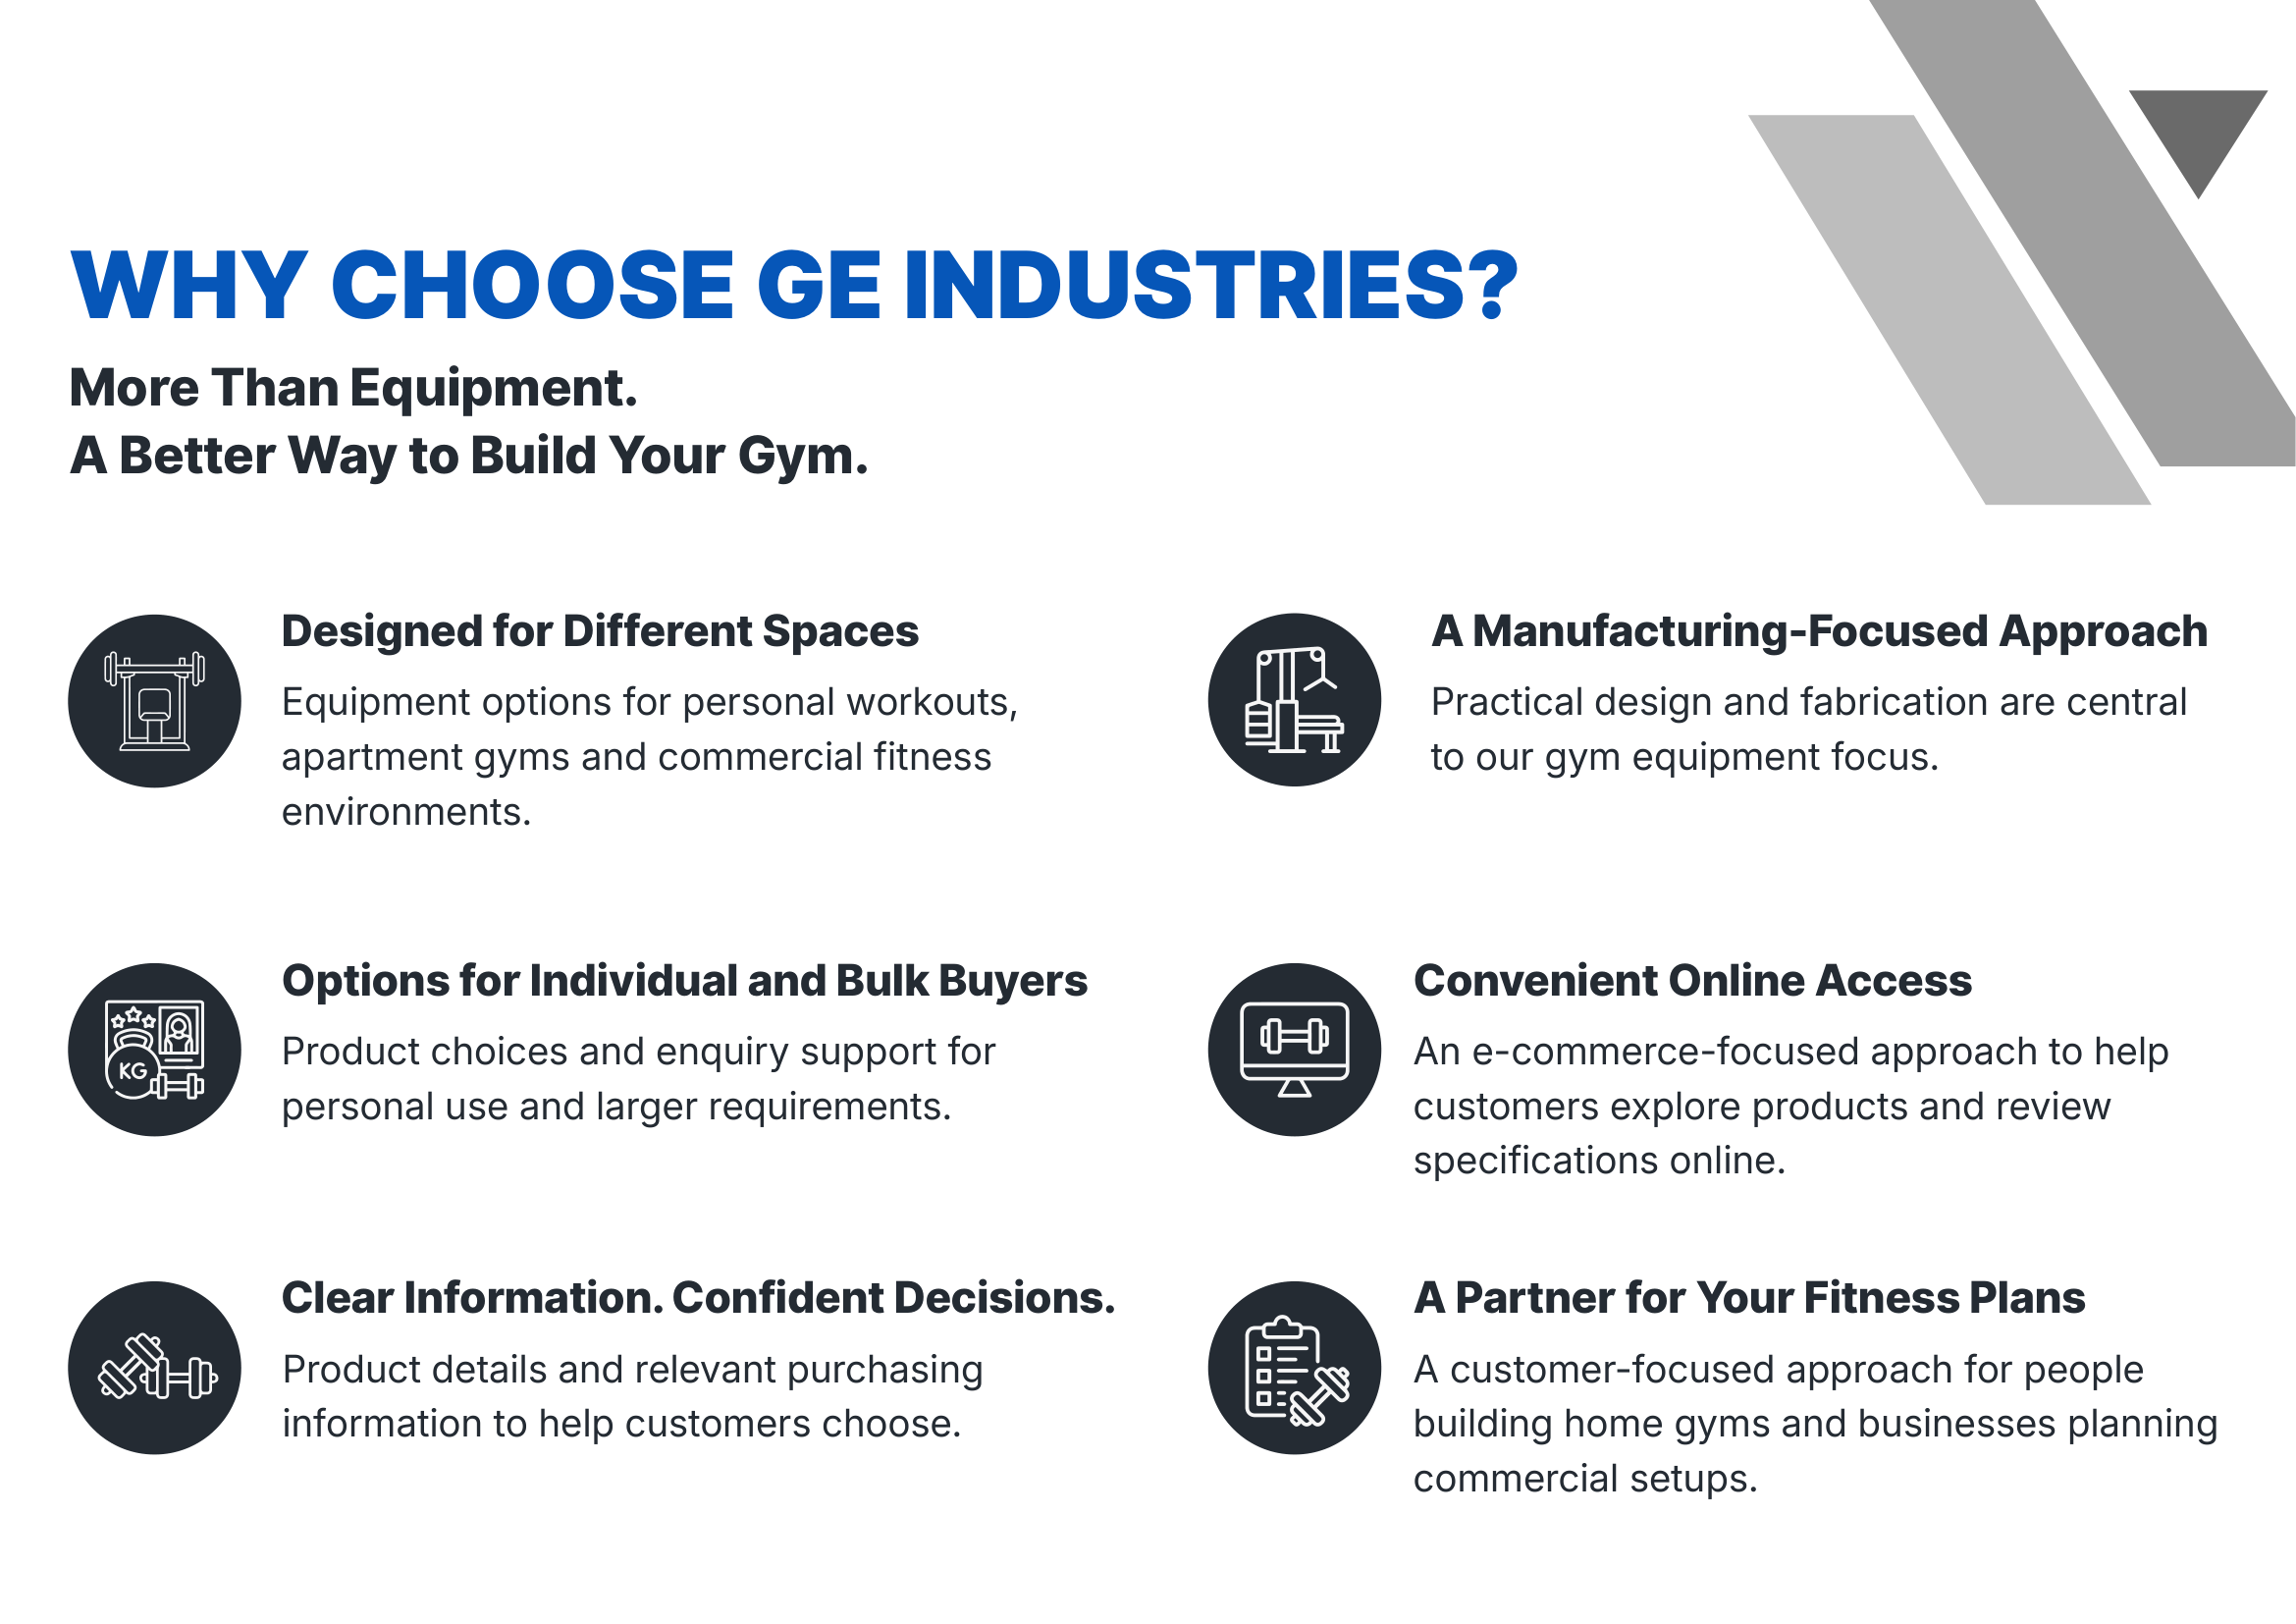 WHY CHOOSE GE INDUSTRIES?
More Than Equipment.
A Better Way to Build Your Gym.
Designed for Different Spaces
Equipment options for personal workouts,
apartment gyms and commercial fitness
environments.
A Manufacturing-Focused Approach
Practical design and fabrication are central
to our gym equipment focus.
KG
Options for Individual and Bulk Buyers
Product choices and enquiry support for
personal use and larger requirements.
Convenient Online Access
An e-commerce-focused approach to help
customers explore products and review
specifications online.
Clear Information. Confident Decisions.
Product details and relevant purchasing
information to help customers choose.
A Partner for Your Fitness Plans
A customer-focused approach for people
building home gyms and businesses planning
commercial setups.